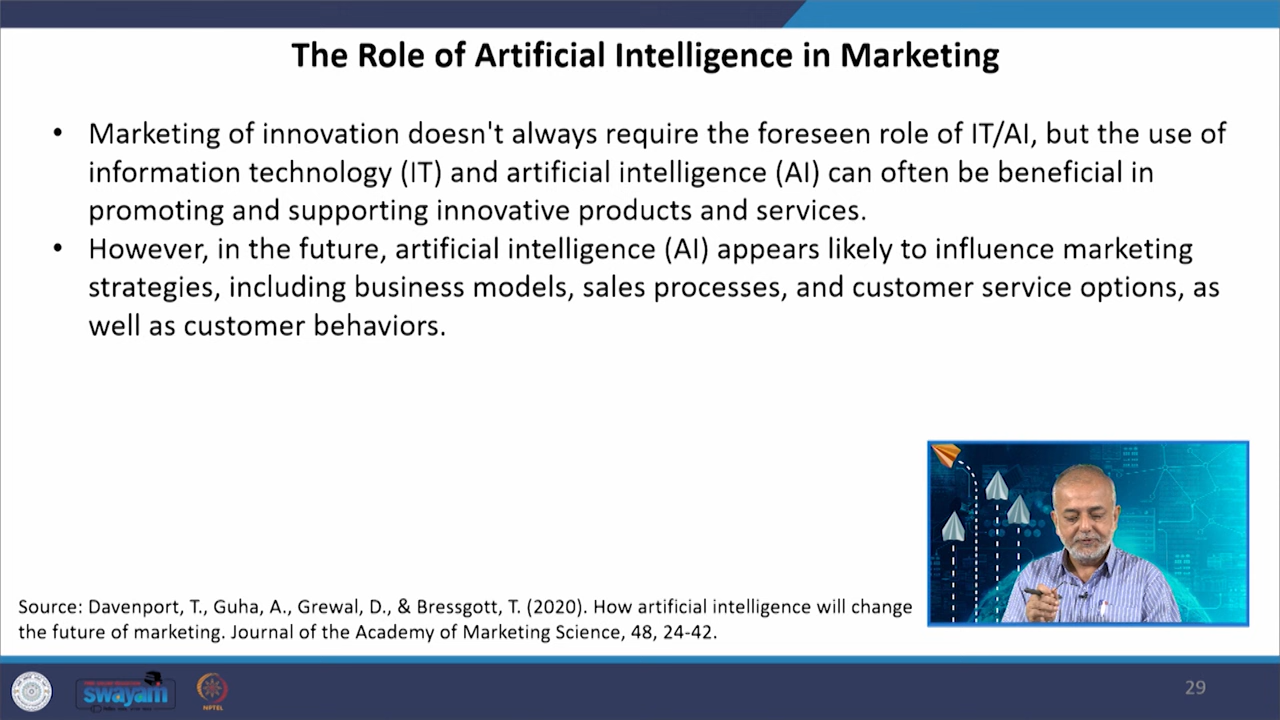 The Role of Artificial Intelligence in Marketing
• Marketing of innovation doesn't always require the foreseen role of IT/AI, but the use of
information technology (IT) and artificial intelligence (AI) can often be beneficial in
promoting and supporting innovative products and services.
• However, in the future, artificial intelligence (AI) appears likely to influence marketing
strategies, including business models, sales processes, and customer service options, as
well as customer behaviors.
Source: Davenport, T., Guha, A., Grewal, D., & Bressgott, T. (2020). How artificial intelligence will change
the future of marketing. Journal of the Academy of Marketing Science, 48, 24-42.
swayam
NPTEL
29